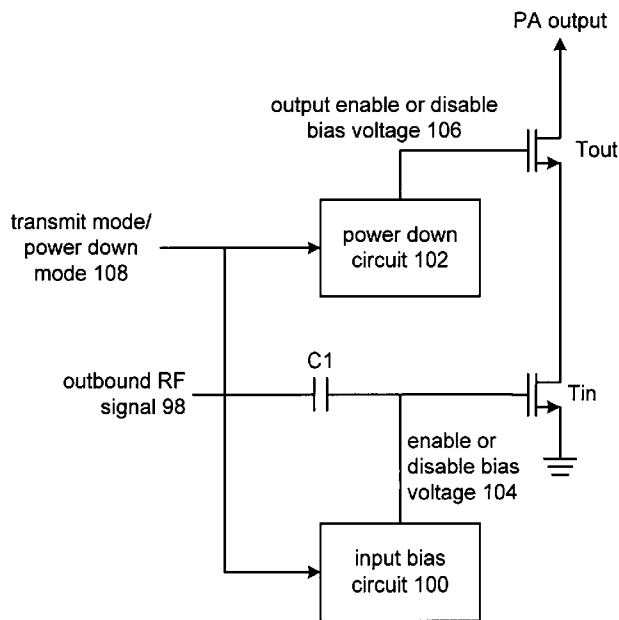 PA output
output enable or disable
bias voltage 106
Tout
transmit mode/
power down
mode 108
power down
circuit 102
C1
outbound RF
signal 98
Tin
enable or
disable bias
voltage 104
input bias
circuit 100